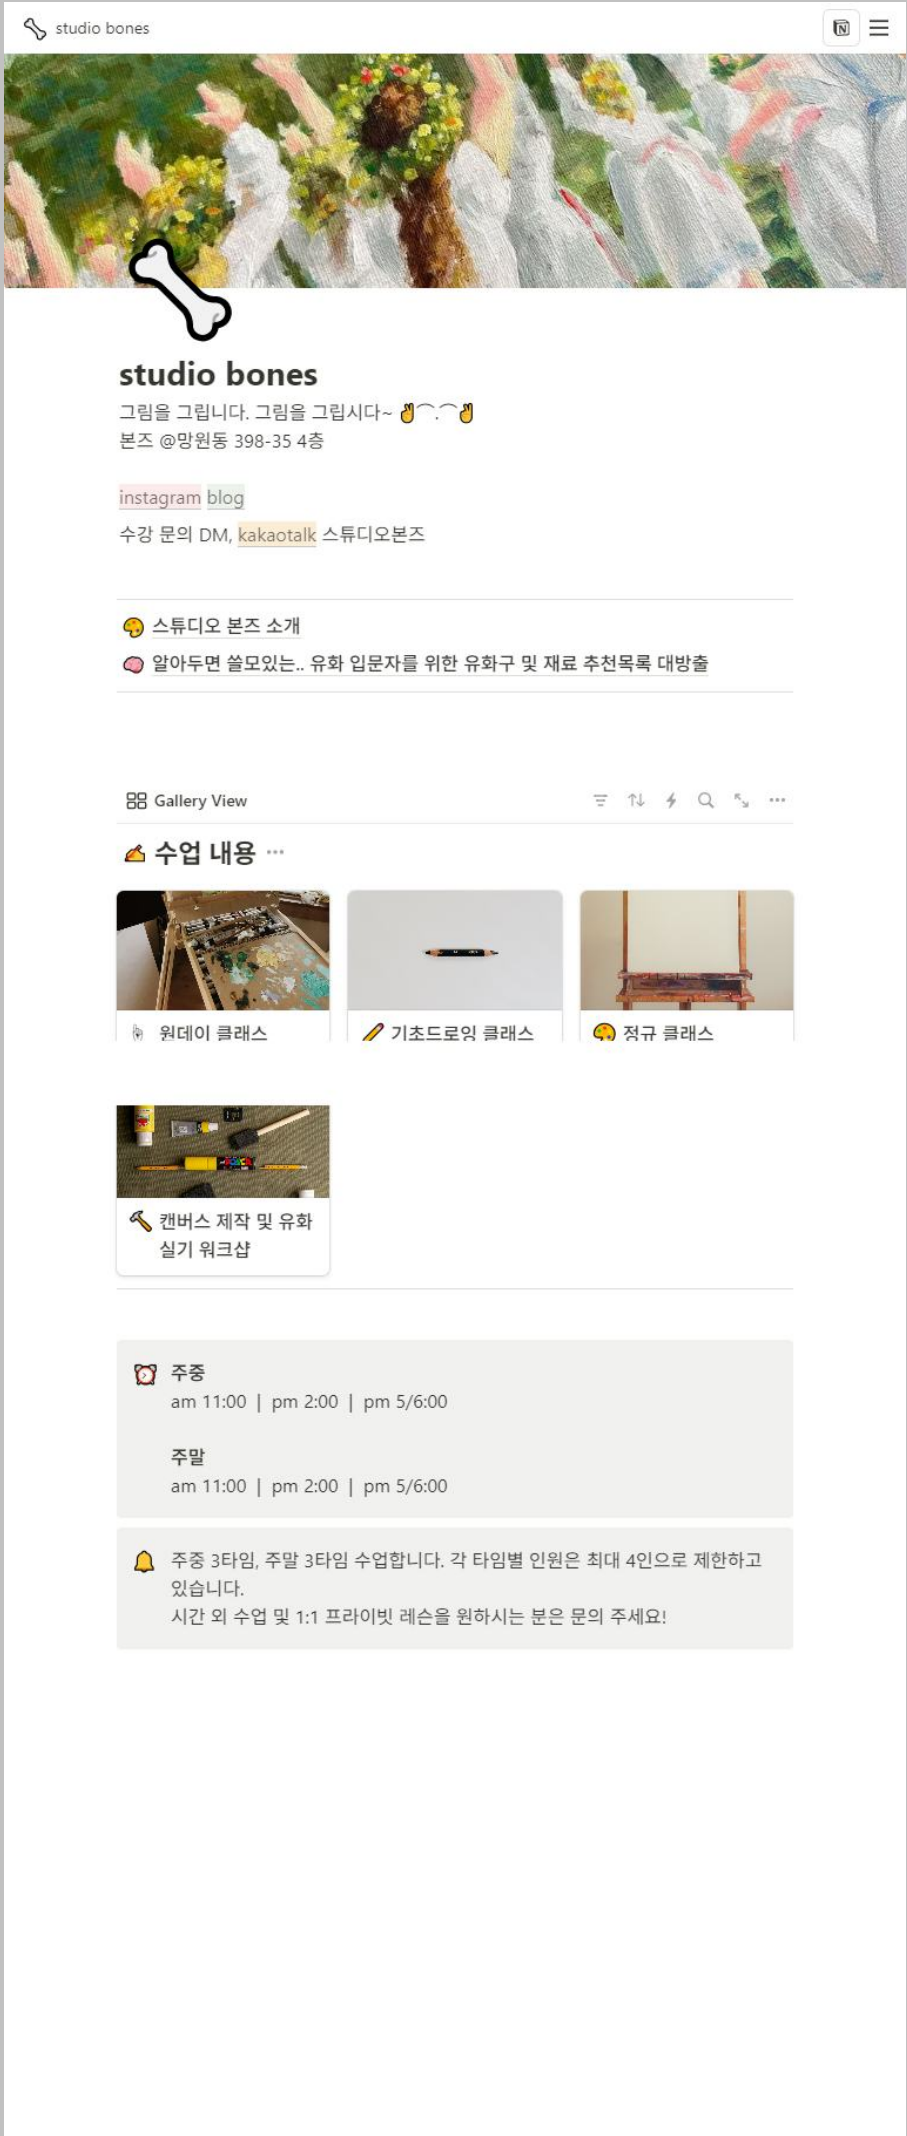 studio bones
studio bones
그림을 그립니다. 그림을 그립시다~ ✌⌒.⌒✌
본즈 @망원동 398-35 4층
instagram blog
수강 문의 DM, kakaotalk 스튜디오본즈
스튜디오 본즈 소개
알아두면 쓸모있는.. 유화 입문자를 위한 유화구 및 재료 추천목록 대방출
Gallery View
수업 내용
원데이 클래스
기초드로잉 클래스
정규 클래스
캔버스 제작 및 유화
실기 워크샵
주중
am 11:00 | pm 2:00 | pm 5/6:00
주말
am 11:00 | pm 2:00 | pm 5/6:00
주중 3타임, 주말 3타임 수업합니다. 각 타임별 인원은 최대 4인으로 제한하고
있습니다.
시간 외 수업 및 1:1 프라이빗 레슨을 원하시는 분은 문의 주세요!